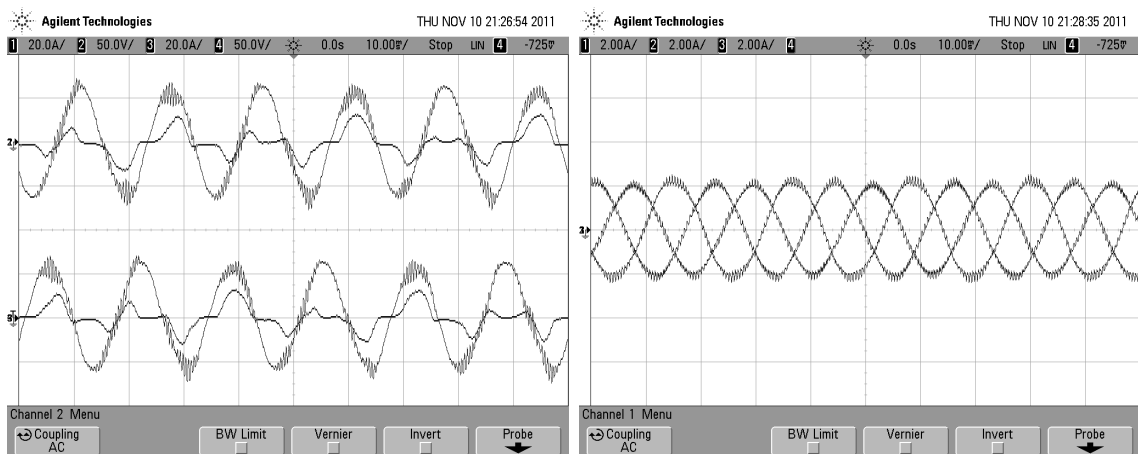 Agilent Technologies THU NOV 10 21:26:54 2011
1 20.0A/ 2 50.0V/ 3 20.0A/ 4 50.0V/ 0.0s 10.00ms/ Stop LIN 4 -725mV
Channel 2 Menu
Coupling BW Limit Vernier Invert Probe
AC
Agilent Technologies THU NOV 10 21:28:35 2011
1 2.00A/ 2 2.00A/ 3 2.00A/ 4 0.0s 10.00ms/ Stop LIN 4 -725mV
Channel 1 Menu
Coupling BW Limit Vernier Invert Probe
AC